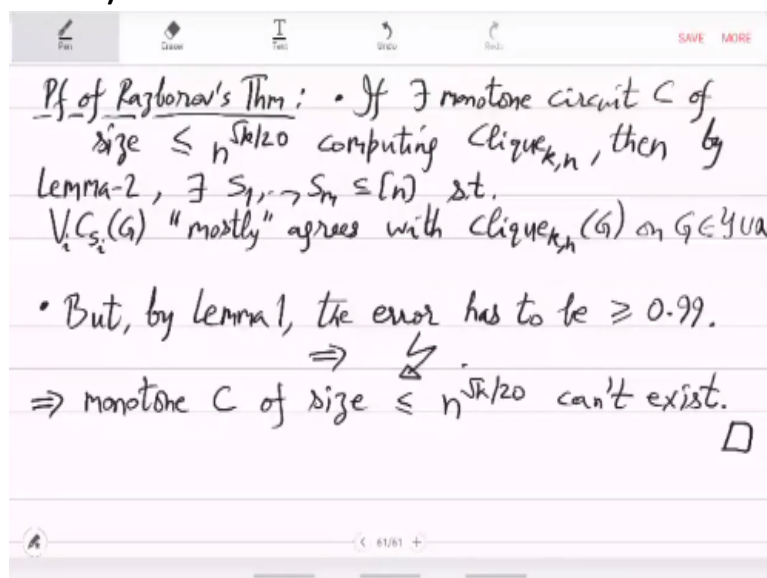 Pen Eraser Text Undo Redo SAVE MORE
Pf of Razborov's Thm: • If ∃ monotone circuit C of
size ≤ n^{√k/20} computing Clique_{k,n}, then by
Lemma-2, ∃ S_1,..,S_m ⊆ [n] s.t.
V_i C_{S_i}(G) "mostly" agrees with Clique_{k,n}(G) on G∈Y∪
• But, by Lemma 1, the error has to be ≥ 0.99.
⇒ ↯.
⇒ monotone C of size ≤ n^{√k/20} can't exist.
□
< 61/61 +